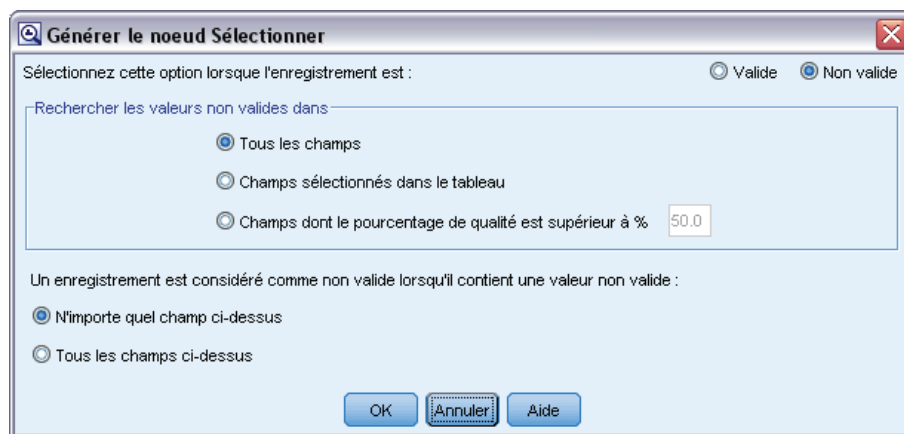 Générer le noeud Sélectionner
Sélectionnez cette option lorsque l'enregistrement est : Valide Non valide
Rechercher les valeurs non valides dans
Tous les champs
Champs sélectionnés dans le tableau
Champs dont le pourcentage de qualité est supérieur à % 50.0
Un enregistrement est considéré comme non valide lorsqu'il contient une valeur non valide :
N'importe quel champ ci-dessus
Tous les champs ci-dessus
OK Annuler Aide